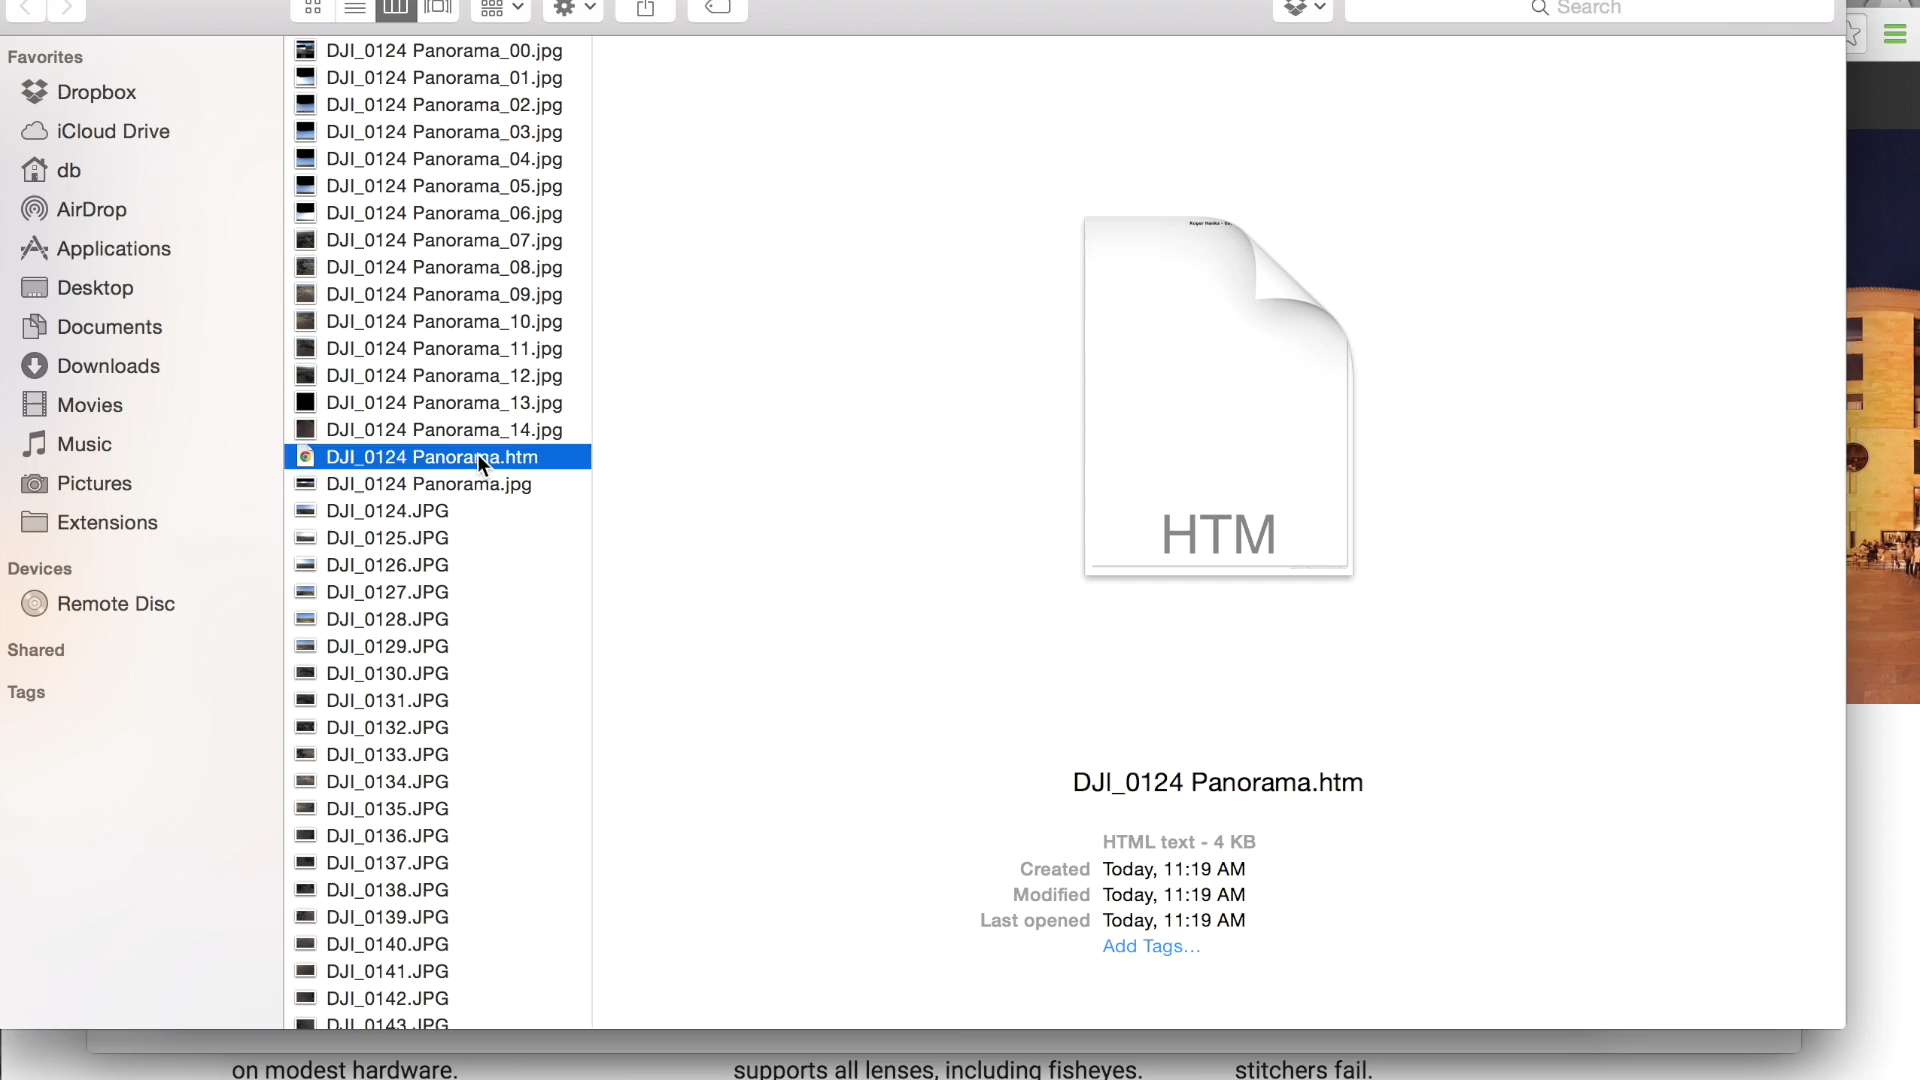 Search
Favorites
Dropbox
iCloud Drive
db
AirDrop
Applications
Desktop
Documents
Downloads
Movies
Music
Pictures
Extensions
Devices
Remote Disc
Shared
Tags
DJI_0124 Panorama_00.jpg
DJI_0124 Panorama_01.jpg
DJI_0124 Panorama_02.jpg
DJI_0124 Panorama_03.jpg
DJI_0124 Panorama_04.jpg
DJI_0124 Panorama_05.jpg
DJI_0124 Panorama_06.jpg
DJI_0124 Panorama_07.jpg
DJI_0124 Panorama_08.jpg
DJI_0124 Panorama_09.jpg
DJI_0124 Panorama_10.jpg
DJI_0124 Panorama_11.jpg
DJI_0124 Panorama_12.jpg
DJI_0124 Panorama_13.jpg
DJI_0124 Panorama_14.jpg
DJI_0124 Panorama.htm
DJI_0124 Panorama.jpg
DJI_0124.JPG
DJI_0125.JPG
DJI_0126.JPG
DJI_0127.JPG
DJI_0128.JPG
DJI_0129.JPG
DJI_0130.JPG
DJI_0131.JPG
DJI_0132.JPG
DJI_0133.JPG
DJI_0134.JPG
DJI_0135.JPG
DJI_0136.JPG
DJI_0137.JPG
DJI_0138.JPG
DJI_0139.JPG
DJI_0140.JPG
DJI_0141.JPG
DJI_0142.JPG
DJI_0143.JPG
HTM
DJI_0124 Panorama.htm
HTML text - 4 KB
Created Today, 11:19 AM
Modified Today, 11:19 AM
Last opened Today, 11:19 AM
Add Tags...
on modest hardware.
supports all lenses, including fisheyes.
stitchers fail.